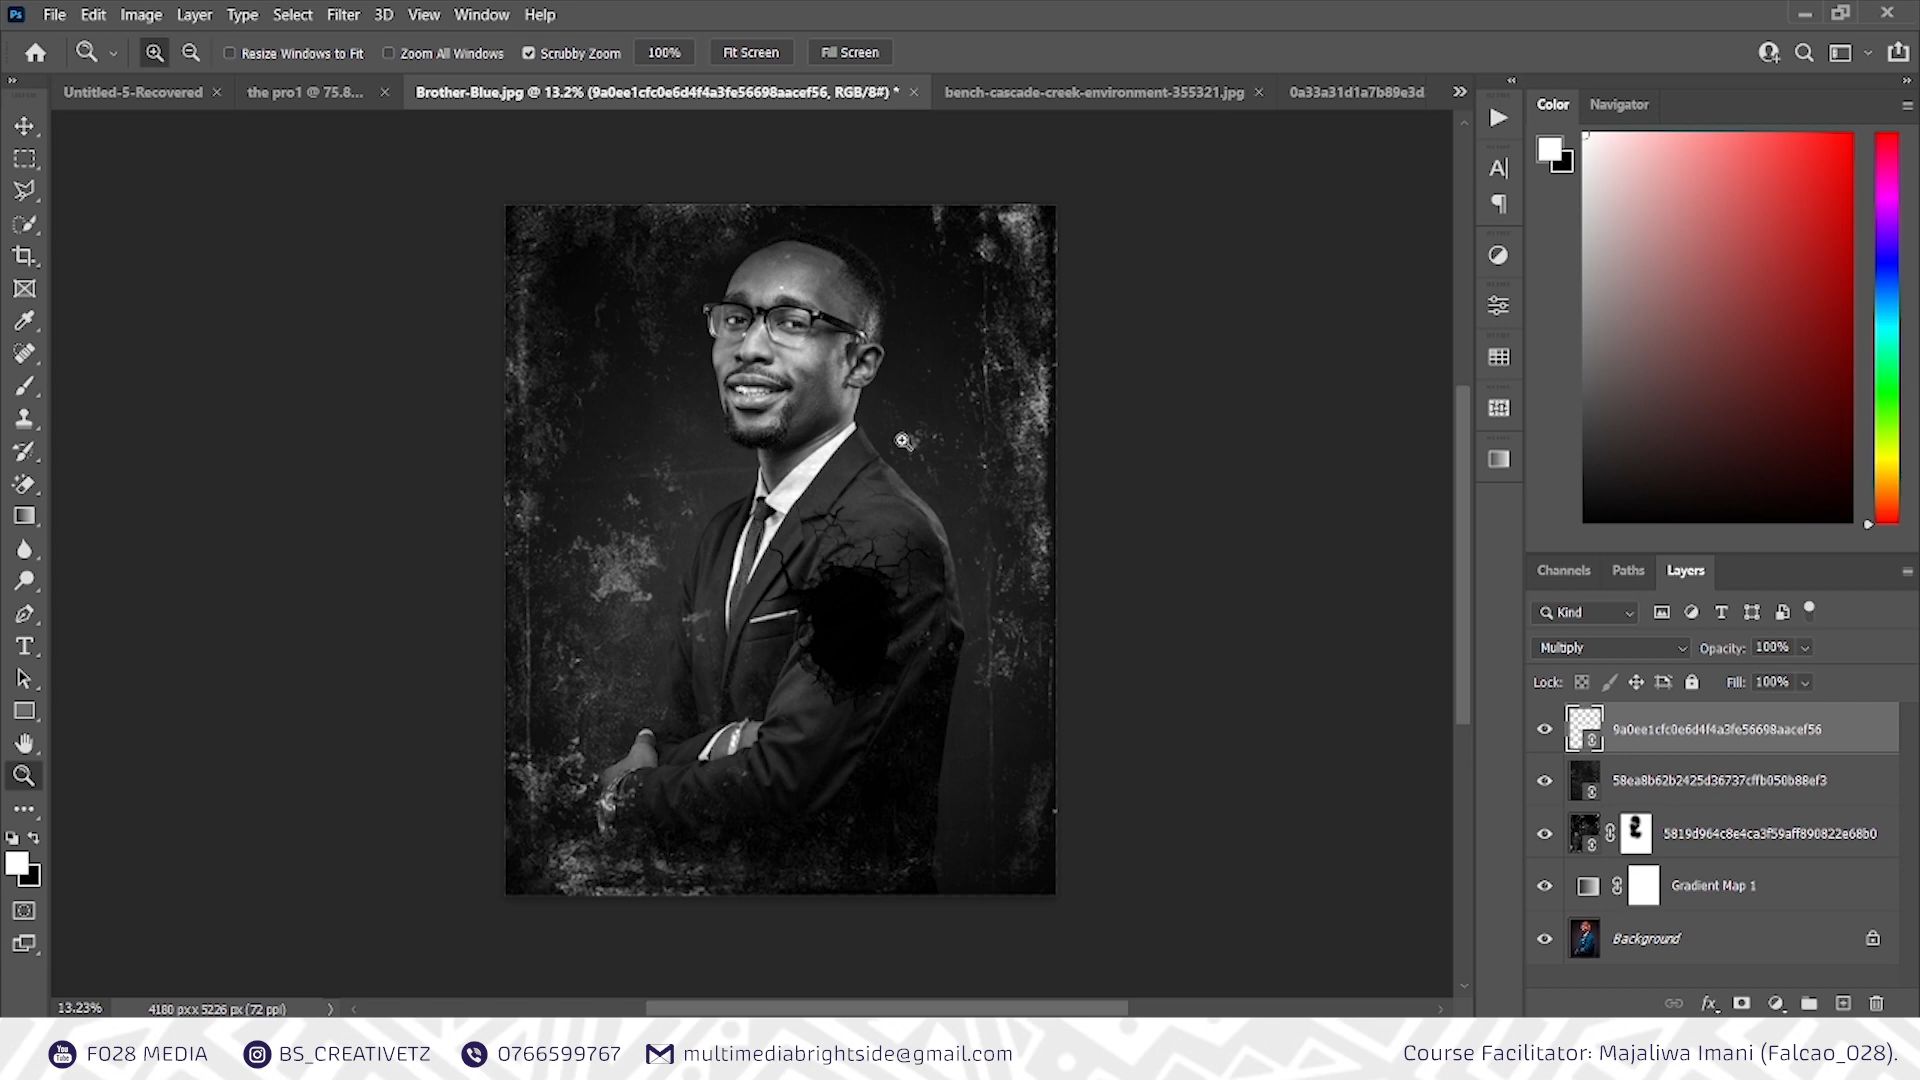 Ps File Edit Image Layer Type Select Filter 3D View Window Help
Resize Windows to Fit Zoom All Windows Scrubby Zoom 100% Fit Screen Fill Screen
Untitled-5-Recovered the pro1 @ 75.8... Brother-Blue.jpg @ 13.2% (9a0ee1cfc0e6d4f4a3fe56698aacef56, RGB/8#) * bench-cascade-creek-environment-355321.jpg 0a33a31d1a7b89e3d
Color Navigator
Channels Paths Layers
Kind
Multiply Opacity: 100%
Lock: Fill: 100%
9a0ee1cfc0e6d4f4a3fe56698aacef56
58ea8b62b2425d36737cffb050b88ef3
5819d964c8e4ca3f59aff890822e68b0
Gradient Map 1
Background
13.23% 4180 px x 5226 px (72 ppi)
You Tube FO28 MEDIA BS_CREATIVETZ 0766599767 multimediabrightside@gmail.com Course Facilitator: Majaliwa Imani (Falcao_028).